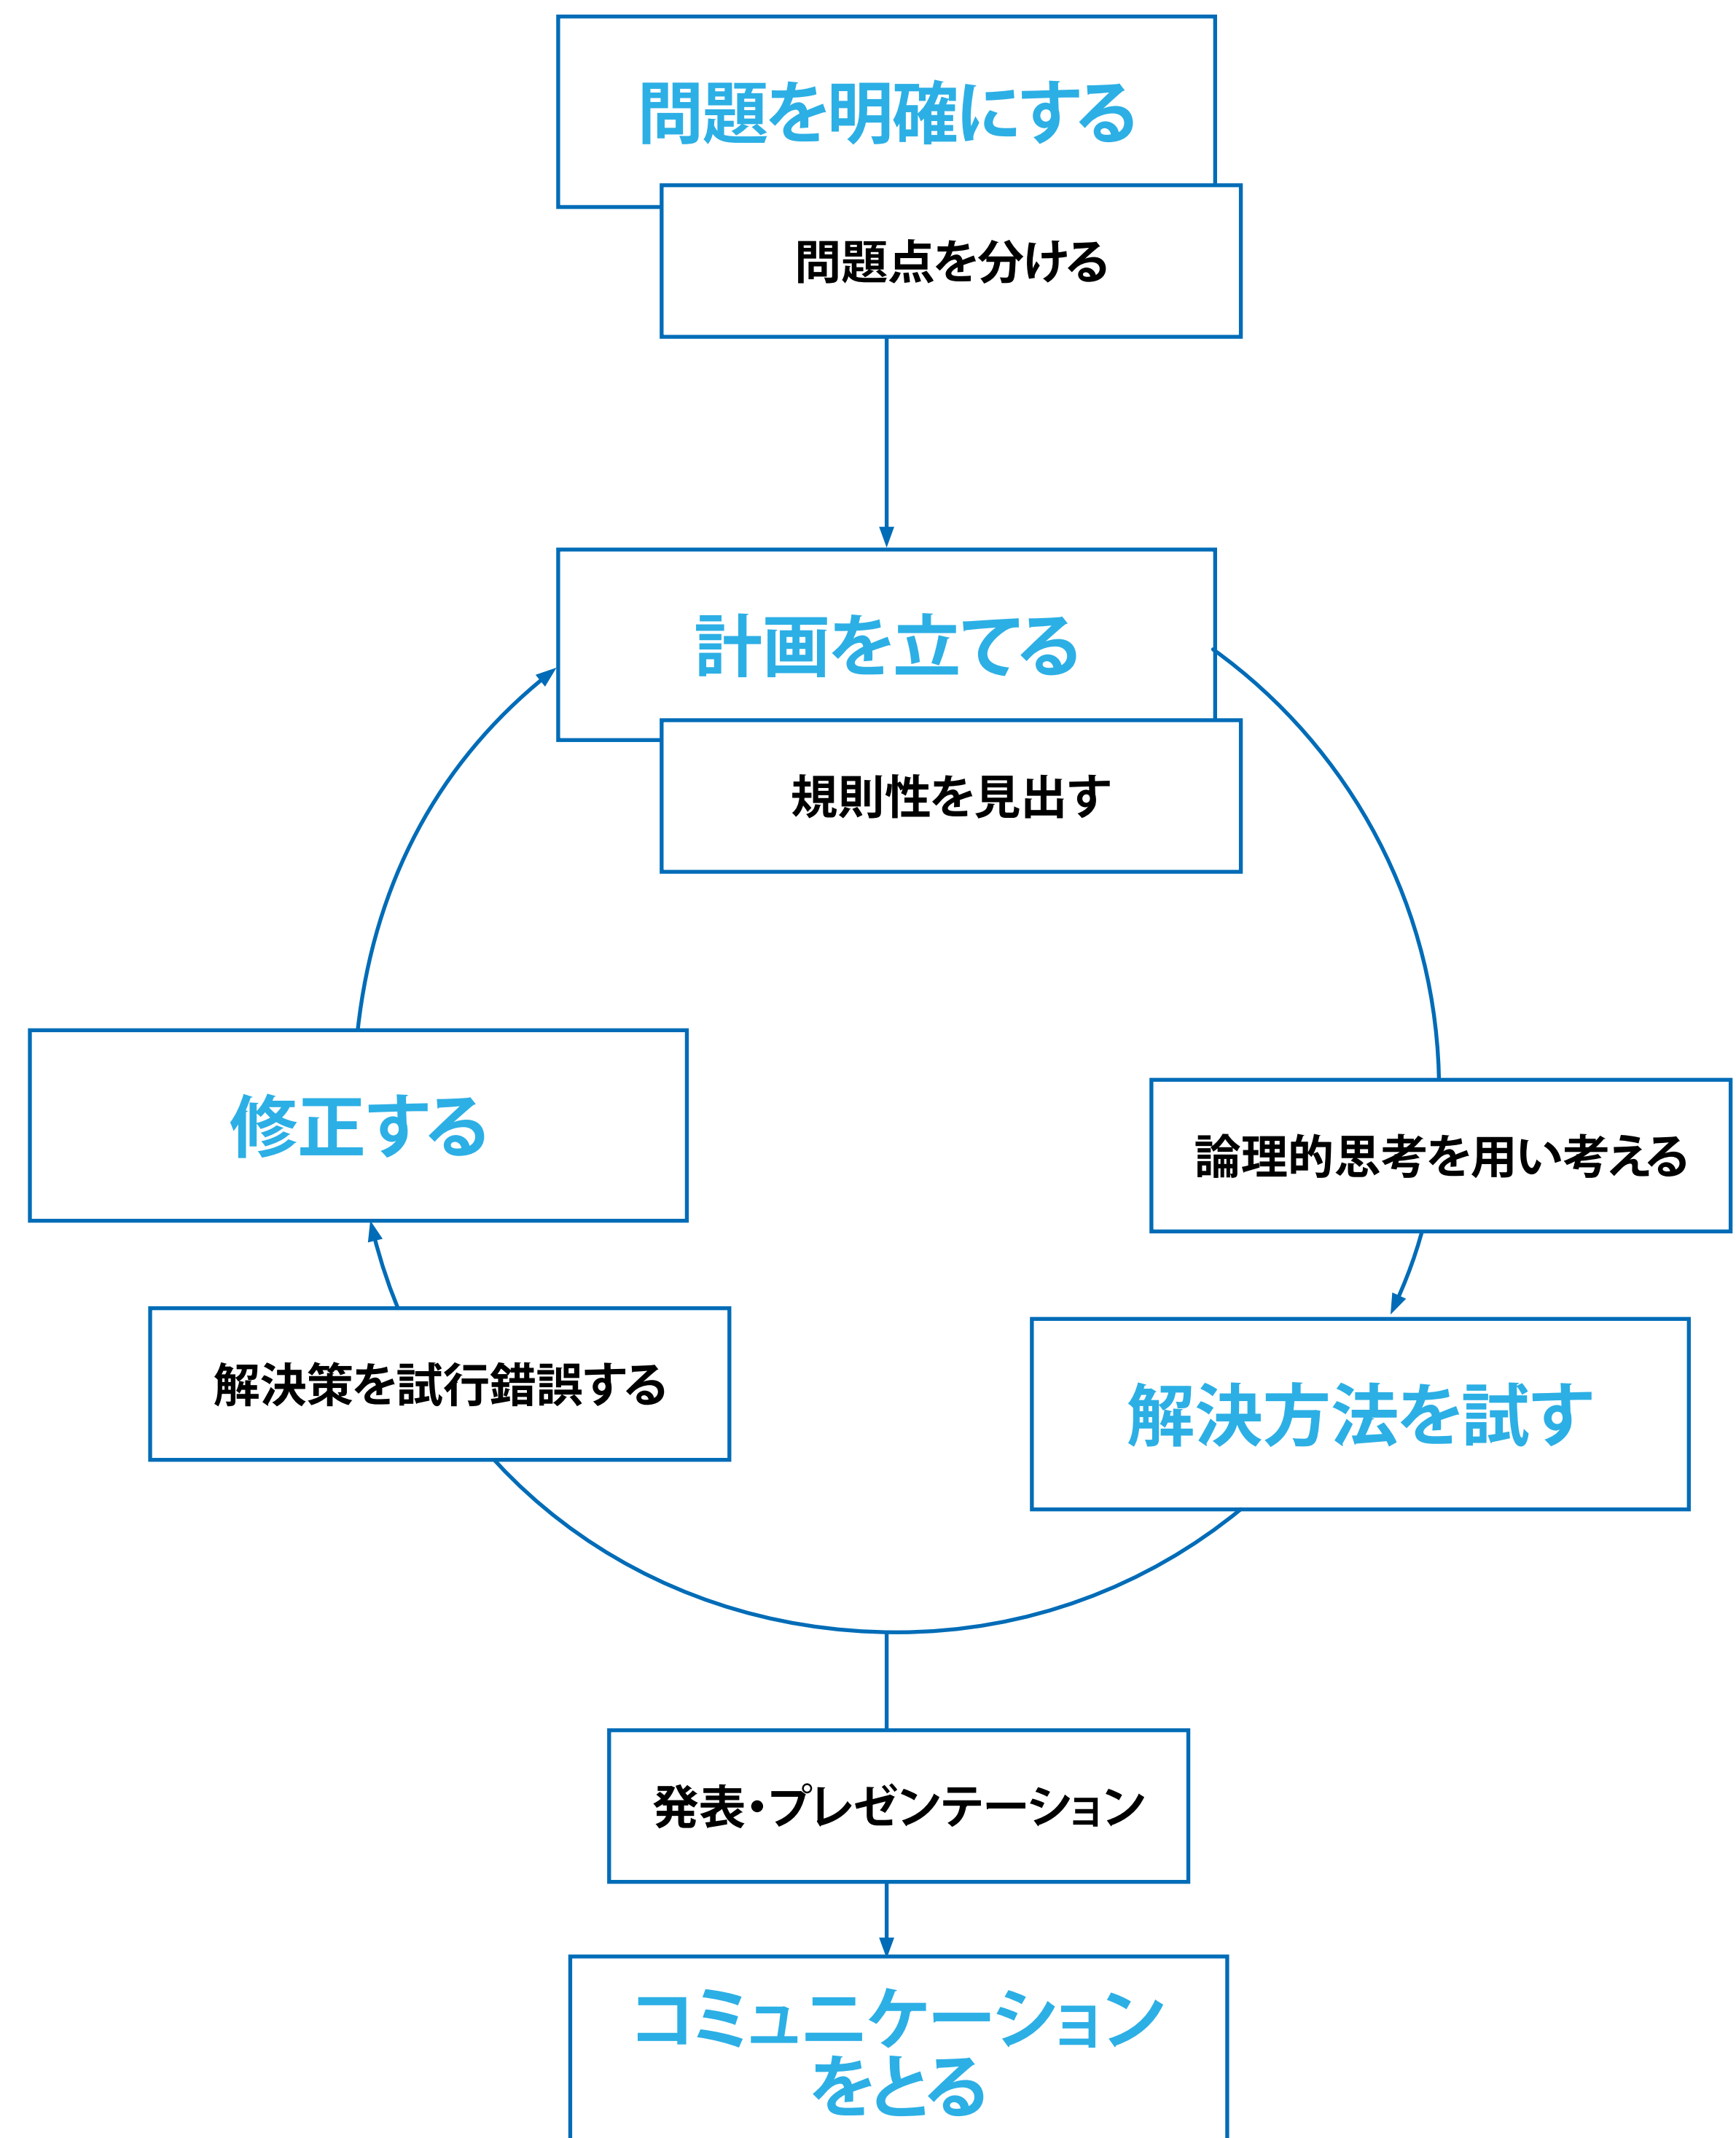 問題を明確にする
問題点を分ける
計画を立てる
規則性を見出す
修正する
論理的思考を用い考える
解決策を試行錯誤する
解決方法を試す
発表・プレゼンテーション
コミュニケーション
をとる